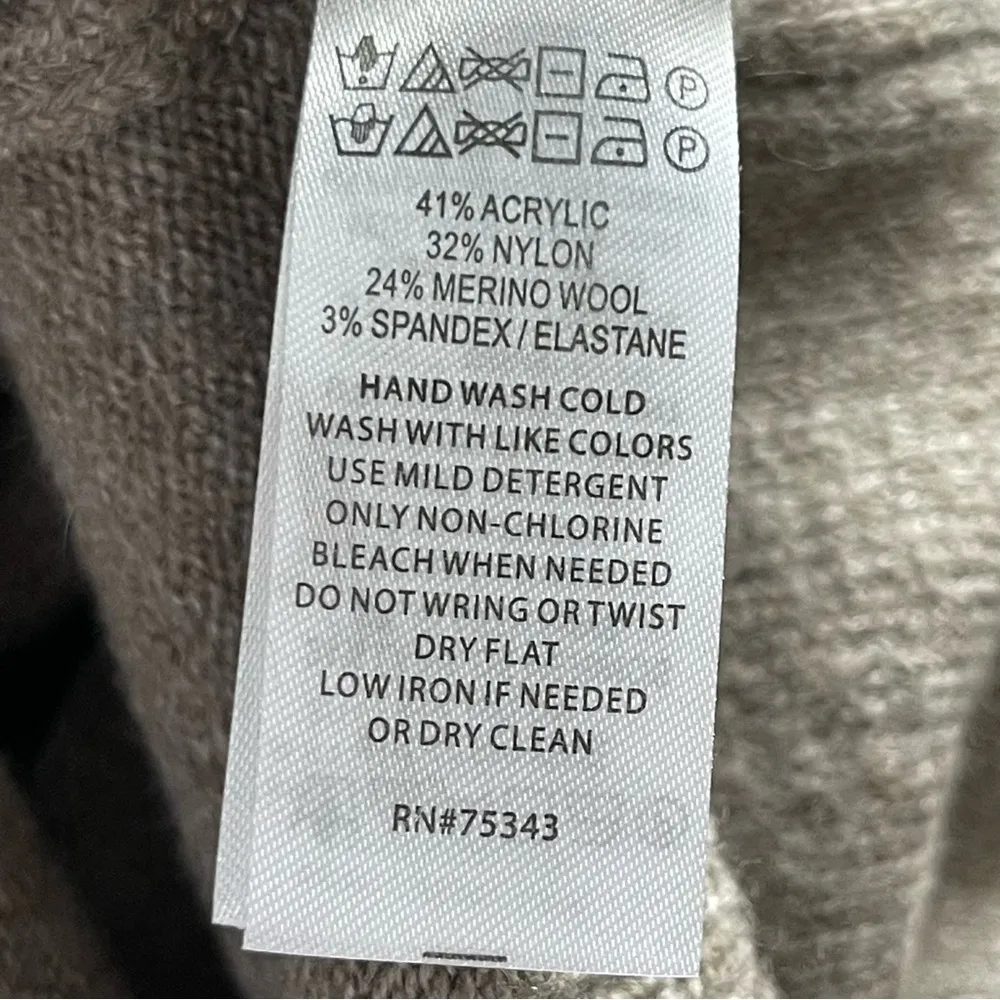 P
P
41% ACRYLIC
32% NYLON
24% MERINO WOOL
3% SPANDEX / ELASTANE
HAND WASH COLD
WASH WITH LIKE COLORS
USE MILD DETERGENT
ONLY NON-CHLORINE
BLEACH WHEN NEEDED
DO NOT WRING OR TWIST
DRY FLAT
LOW IRON IF NEEDED
OR DRY CLEAN
RN#75343